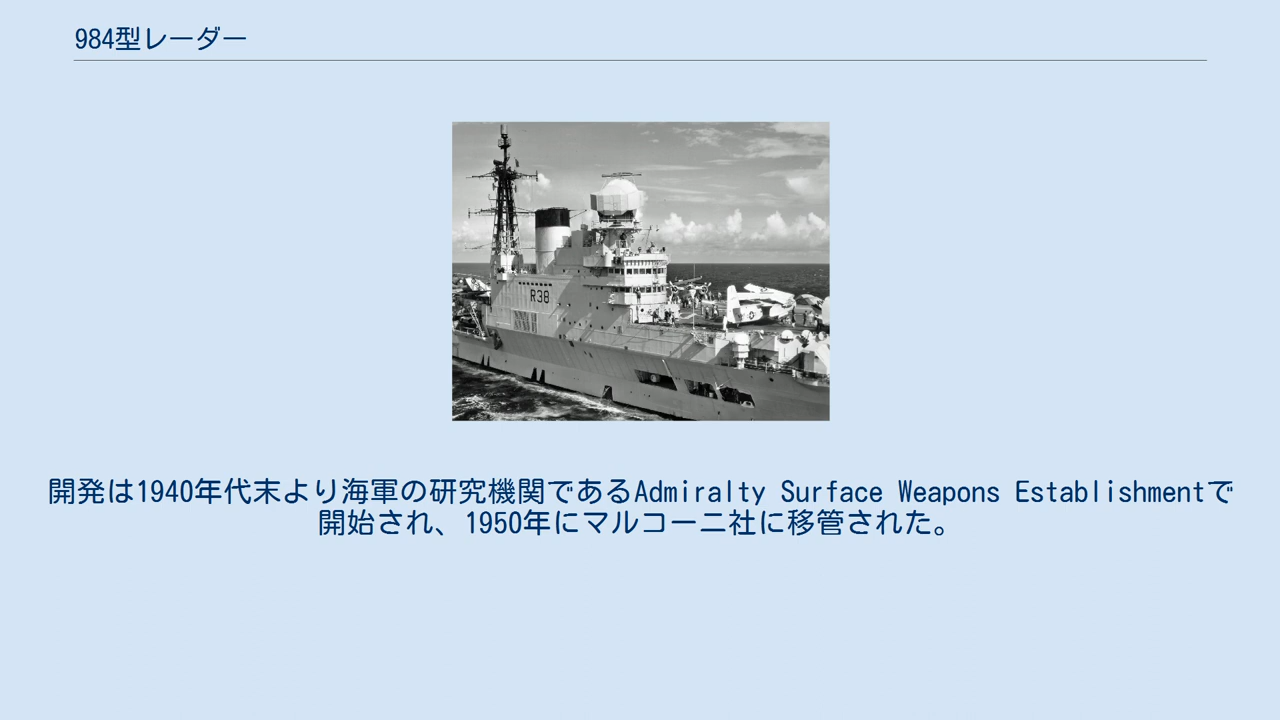 984型レーダー
R38
開発は1940年代末より海軍の研究機関であるAdmiralty Surface Weapons Establishmentで
開始され、1950年にマルコーニ社に移管された。